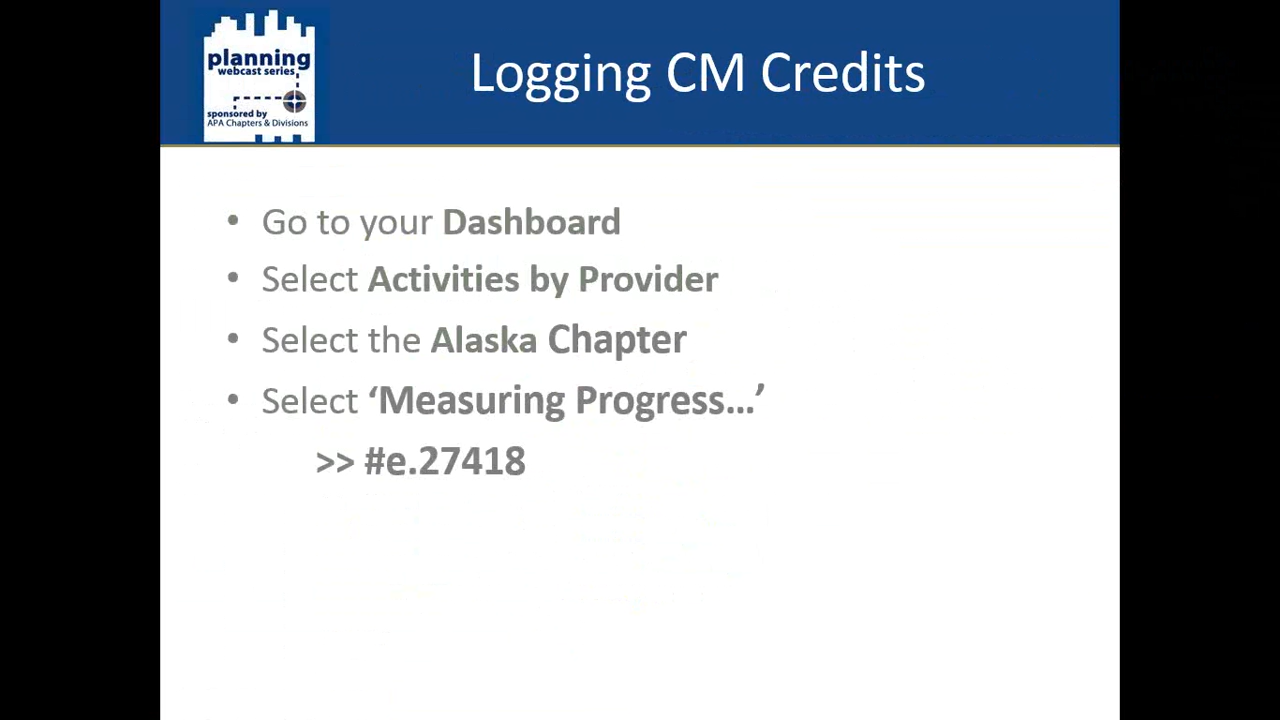 planning
webcast series
sponsored by
APA Chapters & Divisions
Logging CM Credits
• Go to your Dashboard
• Select Activities by Provider
• Select the Alaska Chapter
• Select ‘Measuring Progress…’
>> #e.27418